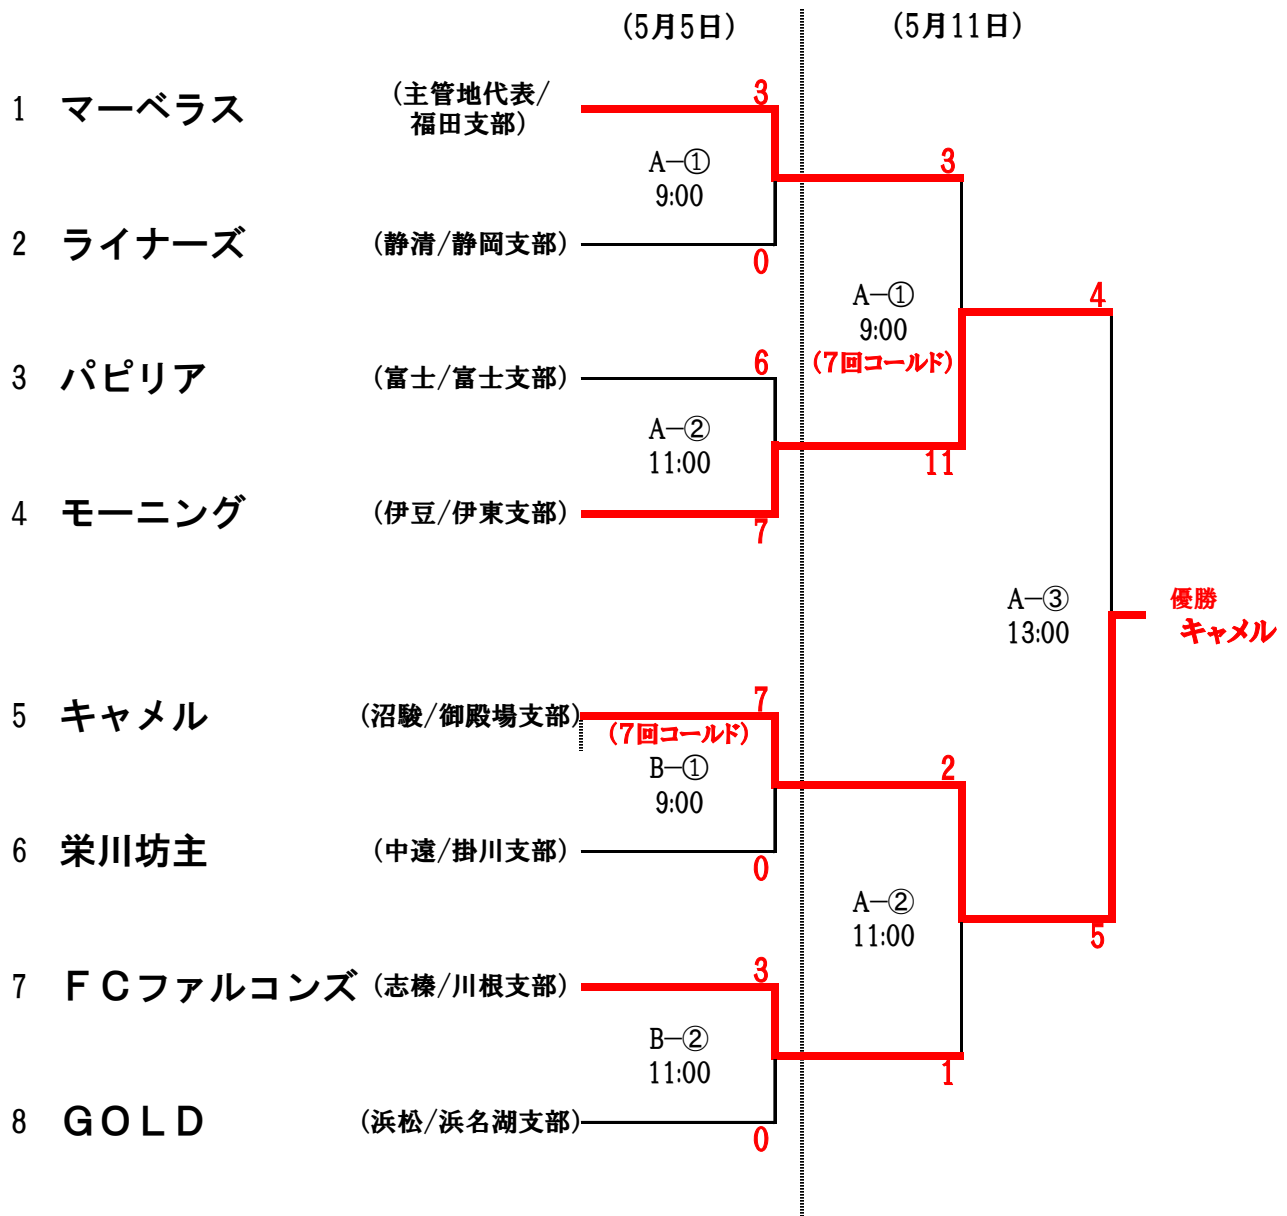 (5月5日)
(5月11日)
1 マーベラス (主管地代表/
福田支部)
3
A－①
9:00
3
2 ライナーズ (静清/静岡支部)
0
A－①
9:00
(7回コールド)
4
3 パピリア (富士/富士支部)
6
A－②
11:00
11
4 モーニング (伊豆/伊東支部)
7
A－③
13:00
優勝
キャメル
5 キャメル (沼駿/御殿場支部)
7
(7回コールド)
B－①
9:00
2
6 栄川坊主 (中遠/掛川支部)
0
A－②
11:00
5
7 ＦＣファルコンズ (志榛/川根支部)
3
B－②
11:00
1
8 ＧＯＬＤ (浜松/浜名湖支部)
0